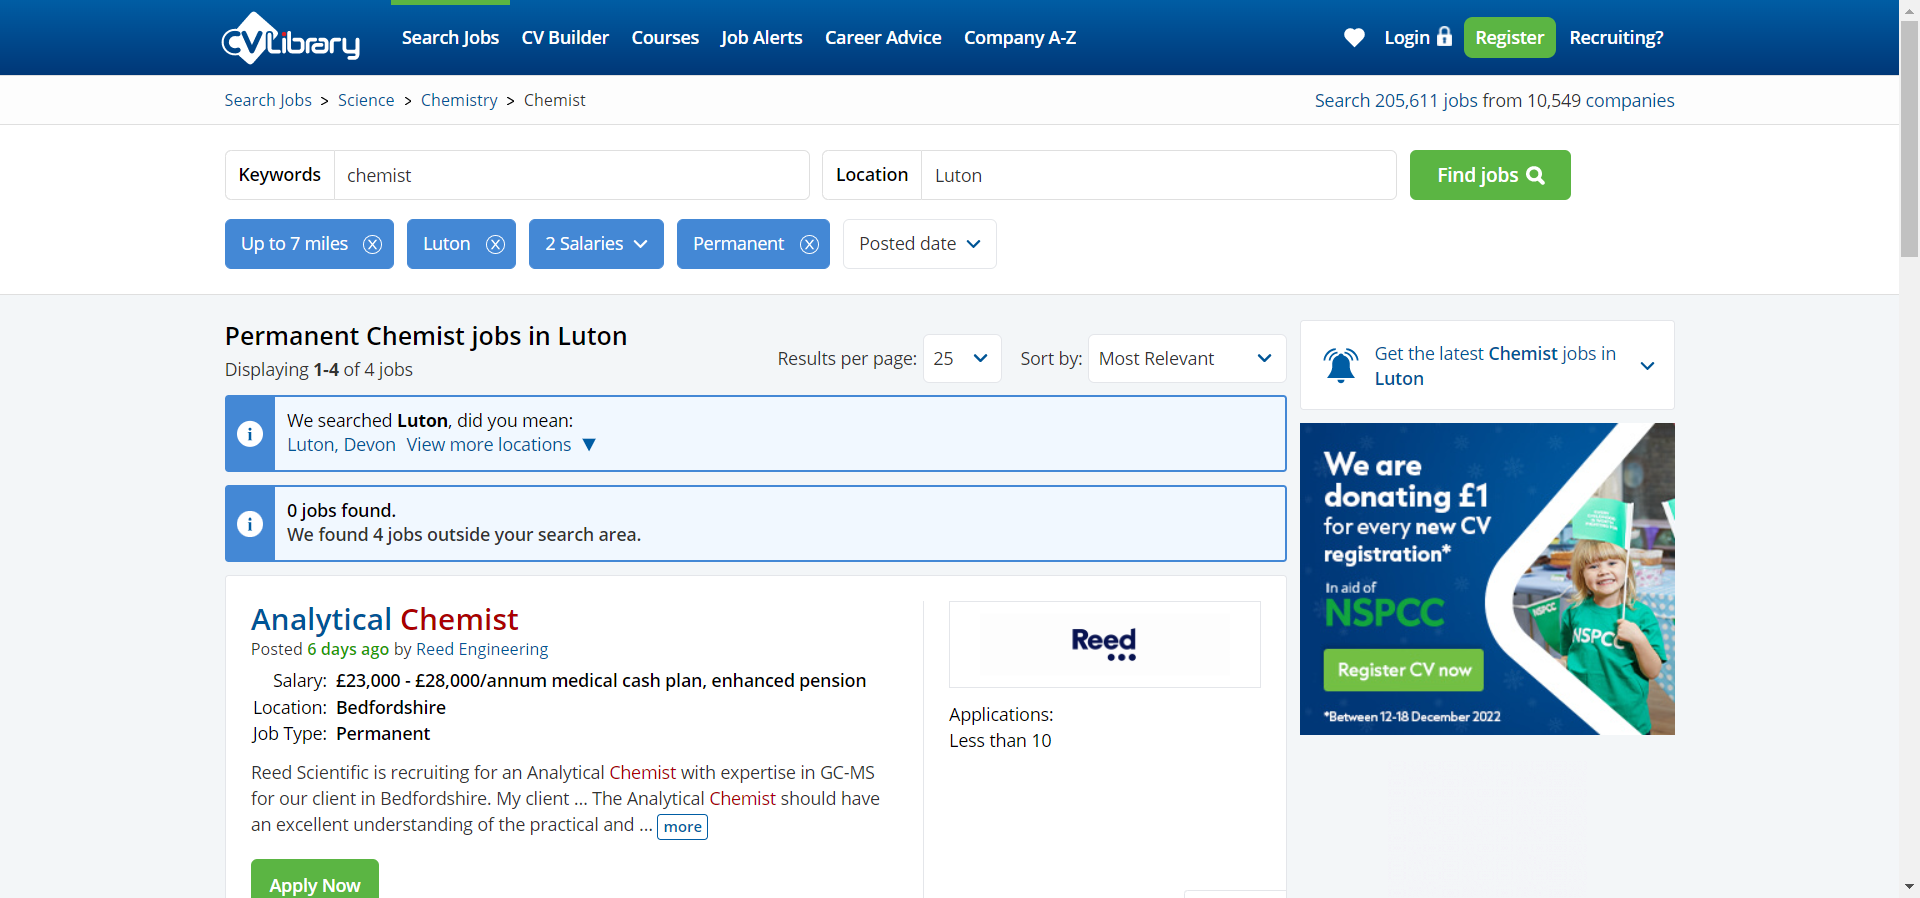 CV Library
Search Jobs CV Builder Courses Job Alerts Career Advice Company A-Z Login Register Recruiting?
Search Jobs > Science > Chemistry > Chemist
Search 205,611 jobs from 10,549 companies
Keywords chemist Location Luton Find jobs
Up to 7 miles Luton 2 Salaries Permanent Posted date
Permanent Chemist jobs in Luton
Displaying 1-4 of 4 jobs
Results per page: 25 Sort by: Most Relevant
We searched Luton, did you mean:
Luton, Devon View more locations ▼
0 jobs found.
We found 4 jobs outside your search area.
Analytical Chemist
Posted 6 days ago by Reed Engineering
Salary: £23,000 - £28,000/annum medical cash plan, enhanced pension
Location: Bedfordshire
Job Type: Permanent
Reed Scientific is recruiting for an Analytical Chemist with expertise in GC-MS
for our client in Bedfordshire. My client ... The Analytical Chemist should have
an excellent understanding of the practical and ... more
Apply Now
Reed
Applications:
Less than 10
Get the latest Chemist jobs in
Luton
We are
donating £1
for every new CV
registration*
In aid of
NSPCC
Register CV now
*Between 12-18 December 2022
NSPCC
NSPCC